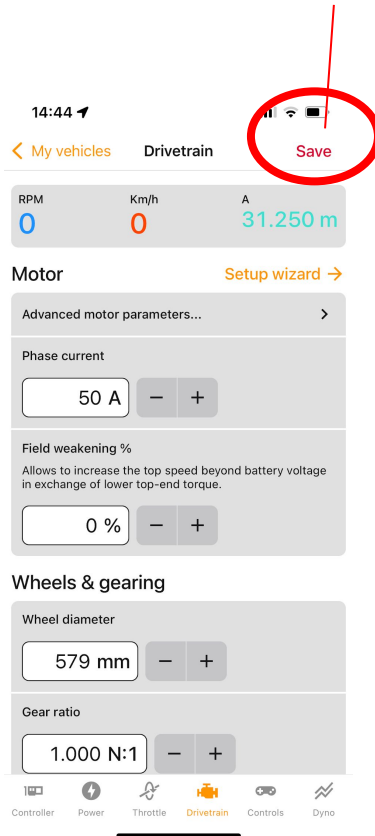 14:44
My vehicles Drivetrain Save
RPM Km/h A
0 0 31.250 m
Motor Setup wizard →
Advanced motor parameters...
Phase current
50 A − +
Field weakening %
Allows to increase the top speed beyond battery voltage
in exchange of lower top-end torque.
0 % − +
Wheels & gearing
Wheel diameter
579 mm − +
Gear ratio
1.000 N:1 − +
Controller Power Throttle Drivetrain Controls Dyno